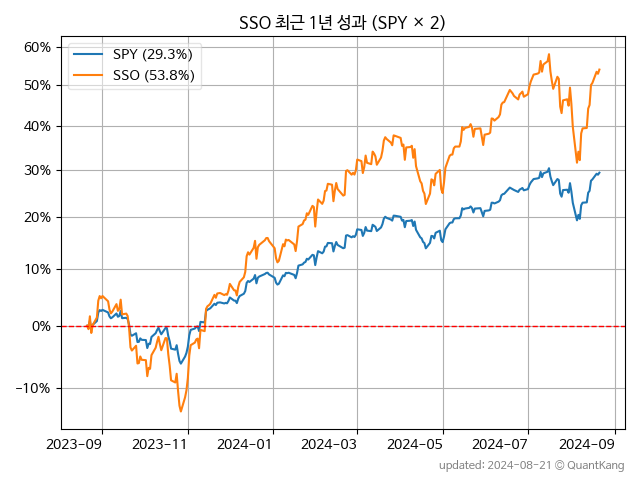 SSO 최근 1년 성과 (SPY × 2)
SPY (29.3%)
SSO (53.8%)
60%
50%
40%
30%
20%
10%
0%
−10%
2023-09 2023-11 2024-01 2024-03 2024-05 2024-07 2024-09
updated: 2024-08-21 © QuantKang